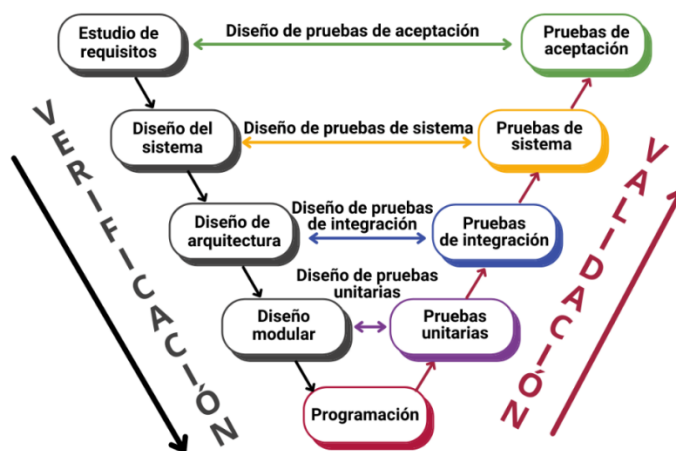 Estudio de
requisitos
Diseño de pruebas de aceptación
Pruebas de
aceptación
Diseño del
sistema
Diseño de pruebas de sistema
Pruebas de
sistema
Diseño de
arquitectura
Diseño de pruebas
de integración
Pruebas
de integración
Diseño
modular
Diseño de pruebas
unitarias
Pruebas
unitarias
Programación
VERIFICACIÓN
VALIDACIÓN